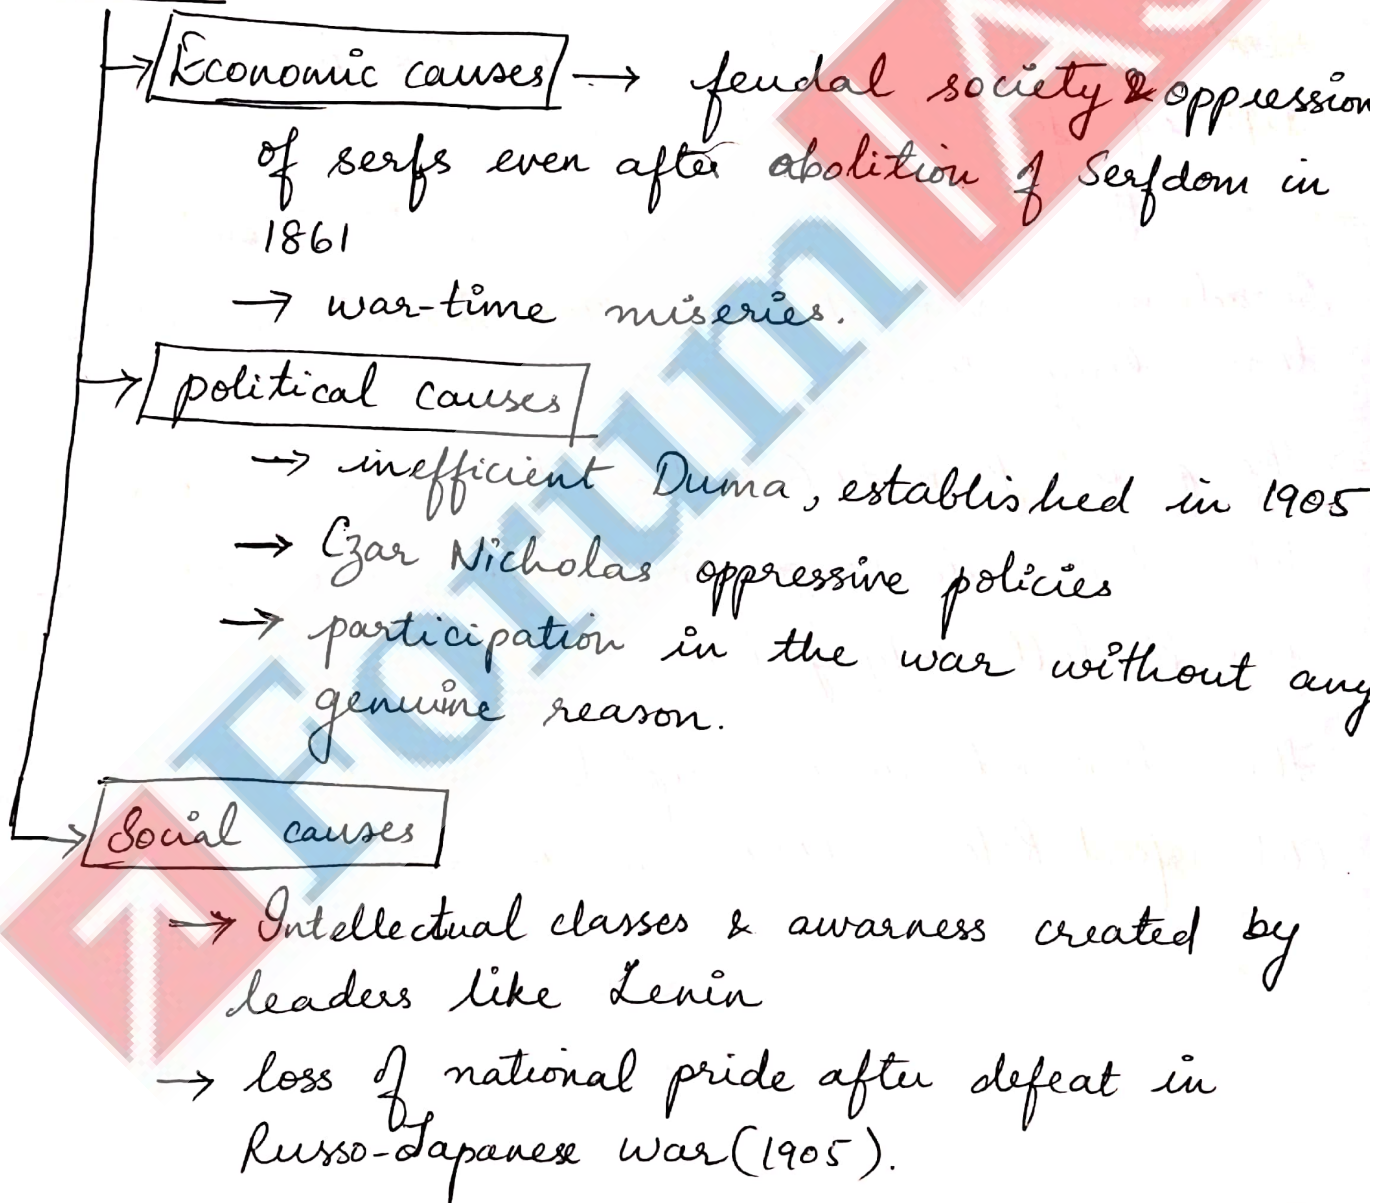 Economic causes → feudal society & oppression
of serfs even after abolition of Serfdom in
1861
→ war-time miseries.
political causes
→ inefficient Duma, established in 1905
→ Czar Nicholas oppressive policies
→ participation in the war without any
genuine reason.
Social causes
→ Intellectual classes & awarness created by
leaders like Lenin
→ loss of national pride after defeat in
Russo-Japanese war (1905).
ForumIAS